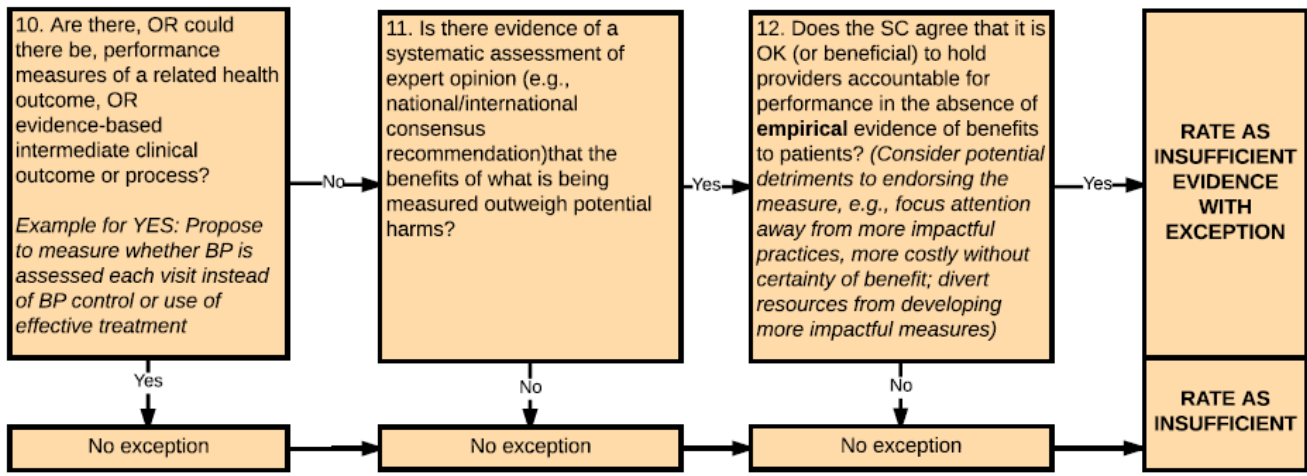 10. Are there, OR could
there be, performance
measures of a related health
outcome, OR
evidence-based
intermediate clinical
outcome or process?
Example for YES: Propose
to measure whether BP is
assessed each visit instead
of BP control or use of
effective treatment
No
11. Is there evidence of a
systematic assessment of
expert opinion (e.g.,
national/international
consensus
recommendation)that the
benefits of what is being
measured outweigh potential
harms?
Yes
12. Does the SC agree that it is
OK (or beneficial) to hold
providers accountable for
performance in the absence of
empirical evidence of benefits
to patients? (Consider potential
detriments to endorsing the
measure, e.g., focus attention
away from more impactful
practices, more costly without
certainty of benefit; divert
resources from developing
more impactful measures)
Yes
RATE AS
INSUFFICIENT
EVIDENCE
WITH
EXCEPTION
Yes
No
No
No exception
No exception
No exception
RATE AS
INSUFFICIENT